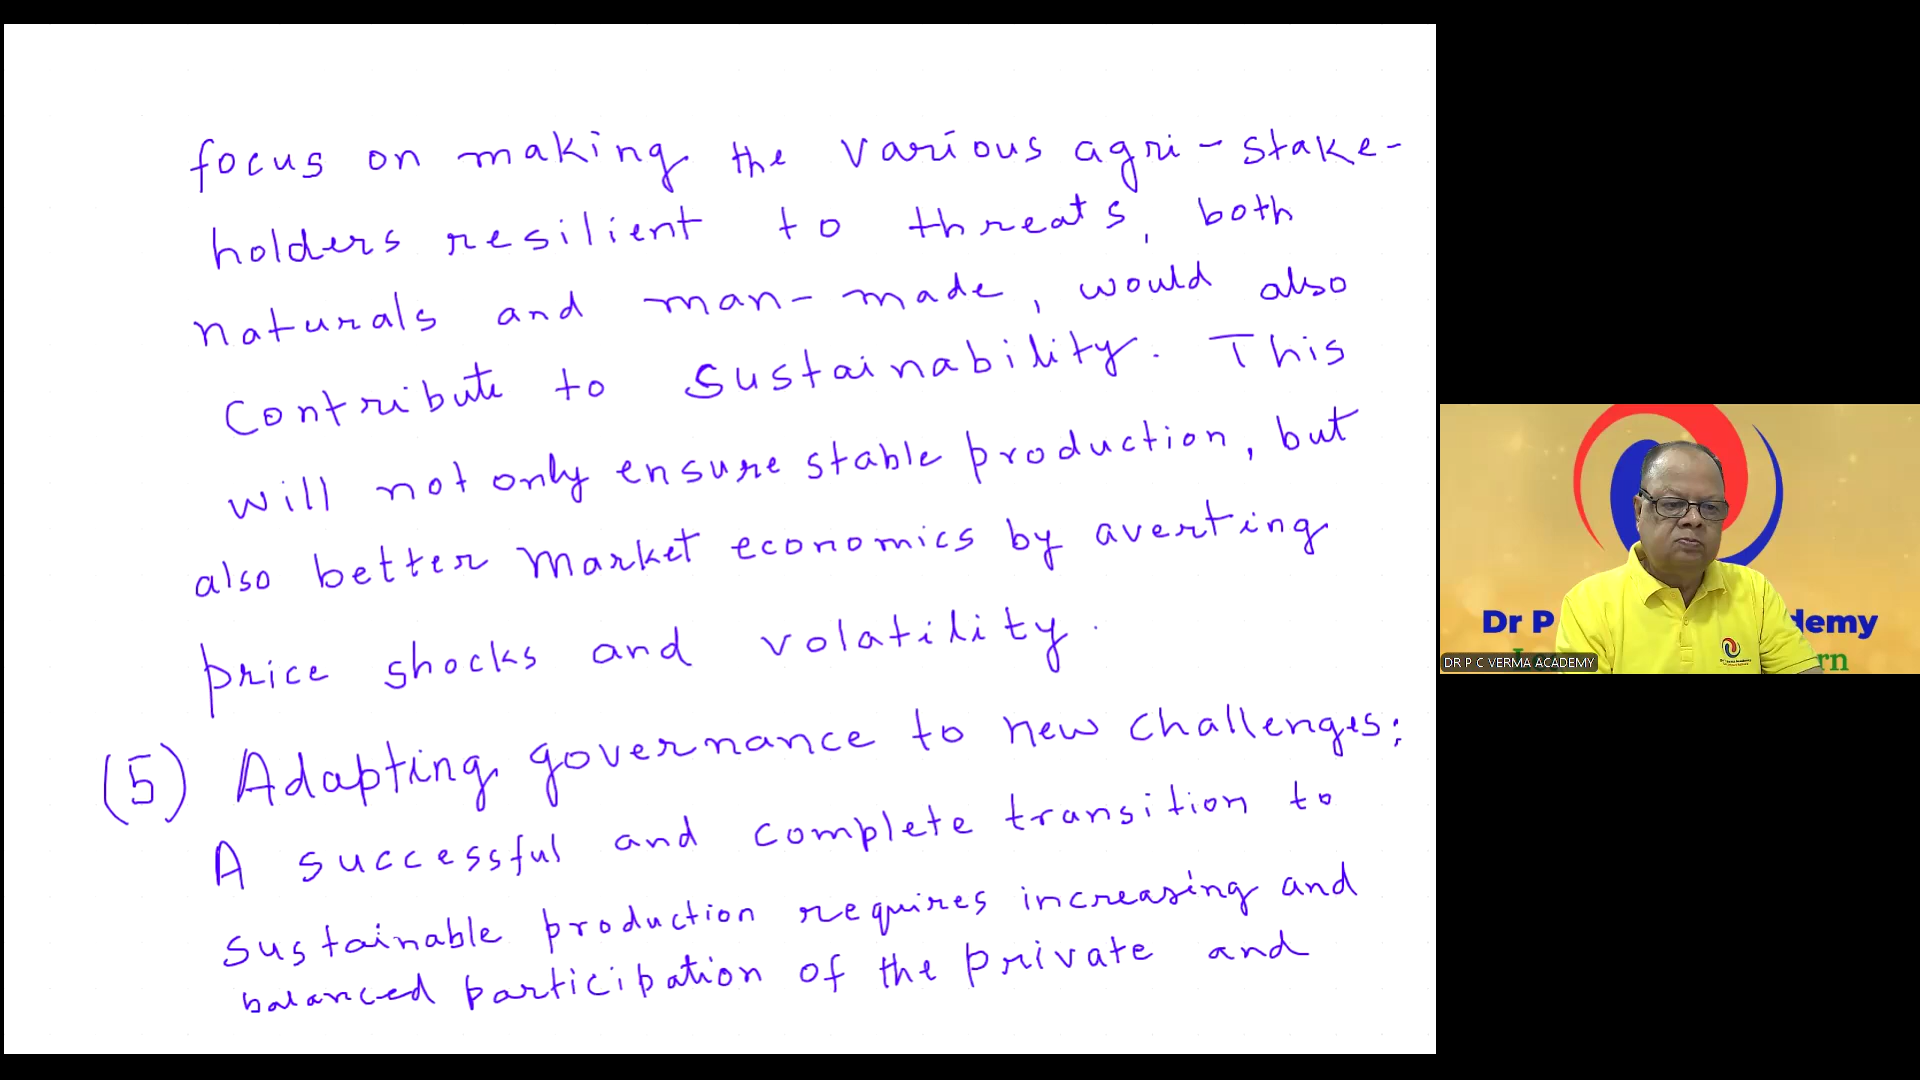 focus on making the various agri-stake-
holders resilient to threats, both
naturals and man-made, would also
Contribute to sustainability. This
will not only ensure stable production, but
also better market economics by averting
price shocks and volatility.
(5) Adapting governance to new challenges:
A successful and complete transition to
sustainable production requires increasing and
balanced participation of the private and
Dr P demy
rn
DR P C VERMA ACADEMY